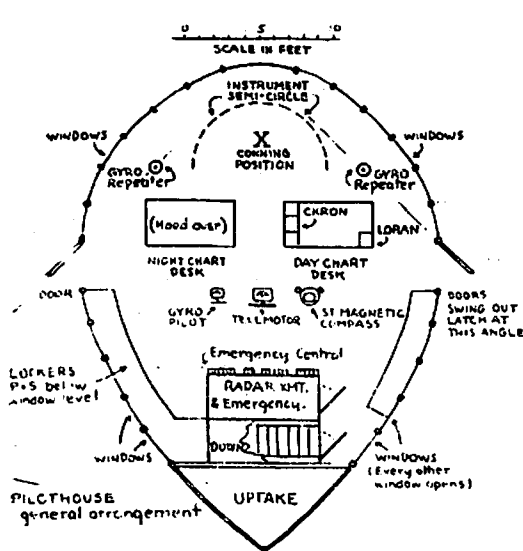 0 5 10
SCALE IN FEET
INSTRUMENT
SEMI-CIRCLE
X
CONNING
POSITION
WINDOWS
WINDOWS
GYRO
Repeater
GYRO
Repeater
(Hood over)
CHRON
LORAN
NIGHT CHART
DESK
DAY CHART
DESK
DOOR
GYRO
PILOT
TELEMOTOR
ST MAGNETIC
COMPASS
DOORS
SWING OUT
LATCH AT
THIS ANGLE
Emergency Control
LOCKERS
P+S below
window level
RADAR XMT.
& Emergency.
DOWN
WINDOWS
WINDOWS
(Every other
window opens)
PILOTHOUSE
general arrangement
UPTAKE